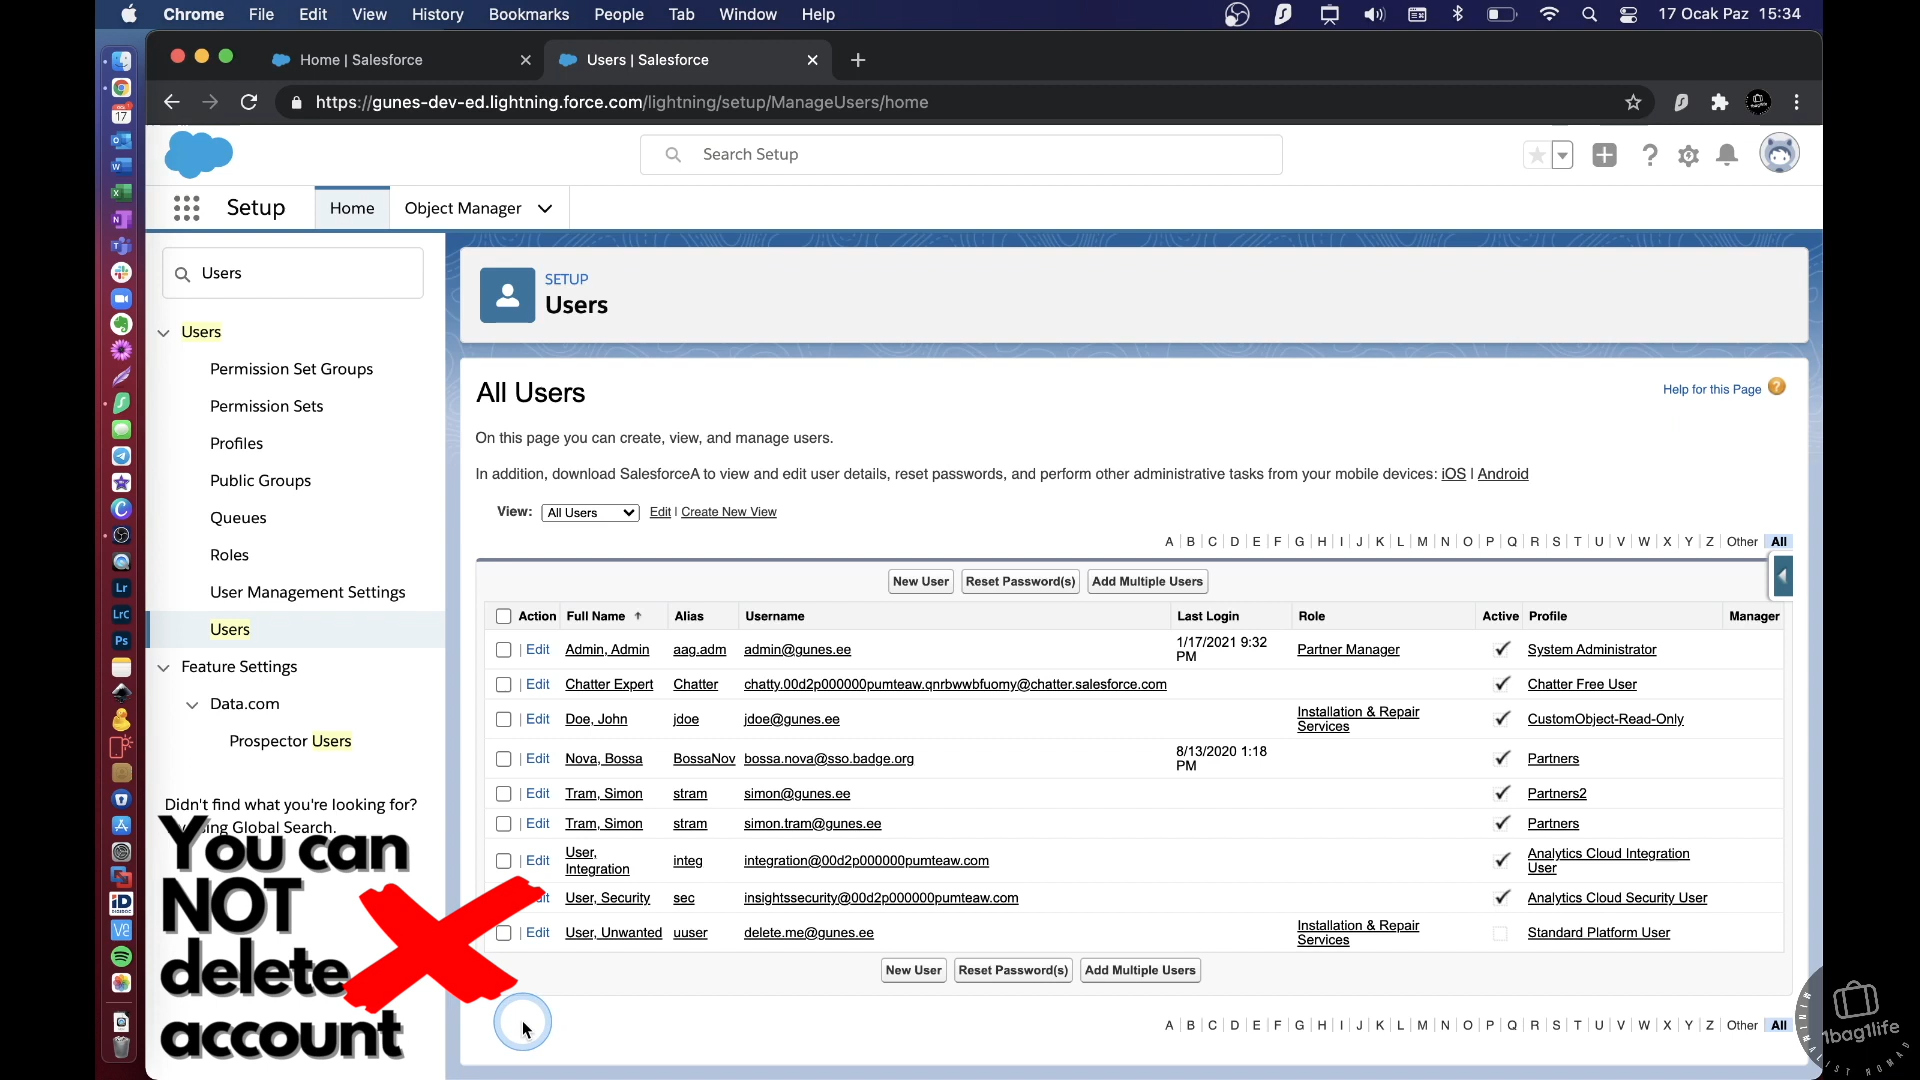 Chrome File Edit View History Bookmarks People Tab Window Help 17 Ocak Paz 15:34
Home | Salesforce Users | Salesforce
https://gunes-dev-ed.lightning.force.com/lightning/setup/ManageUsers/home
Search Setup
Setup Home Object Manager
Users
SETUP
Users
Users
Permission Set Groups
Permission Sets
Profiles
Public Groups
Queues
Roles
User Management Settings
Users
Feature Settings
Data.com
Prospector Users
Didn't find what you're looking for?
Global Search.
You can
NOT
delete
account
All Users
Help for this Page
On this page you can create, view, and manage users.
In addition, download SalesforceA to view and edit user details, reset passwords, and perform other administrative tasks from your mobile devices: iOS | Android
View: All Users Edit | Create New View
A | B | C | D | E | F | G | H | I | J | K | L | M | N | O | P | Q | R | S | T | U | V | W | X | Y | Z | Other All
New User Reset Password(s) Add Multiple Users
Action Full Name ↑ Alias Username Last Login Role Active Profile Manager
Edit Admin, Admin aag.adm admin@gunes.ee 1/17/2021 9:32 PM Partner Manager System Administrator
Edit Chatter Expert Chatter chatty.00d2p000000pumteaw.qnrbwwbfuomy@chatter.salesforce.com Chatter Free User
Edit Doe, John jdoe jdoe@gunes.ee Installation & Repair Services CustomObject-Read-Only
Edit Nova, Bossa BossaNov bossa.nova@sso.badge.org 8/13/2020 1:18 PM Partners
Edit Tram, Simon stram simon@gunes.ee Partners2
Edit Tram, Simon stram simon.tram@gunes.ee Partners
Edit User, Integration integ integration@00d2p000000pumteaw.com Analytics Cloud Integration User
User, Security sec insightssecurity@00d2p000000pumteaw.com Analytics Cloud Security User
Edit User, Unwanted uuser delete.me@gunes.ee Installation & Repair Services Standard Platform User
New User Reset Password(s) Add Multiple Users
A | B | C | D | E | F | G | H | I | J | K | L | M | N | O | P | Q | R | S | T | U | V | W | X | Y | Z | Other All
1bag1life